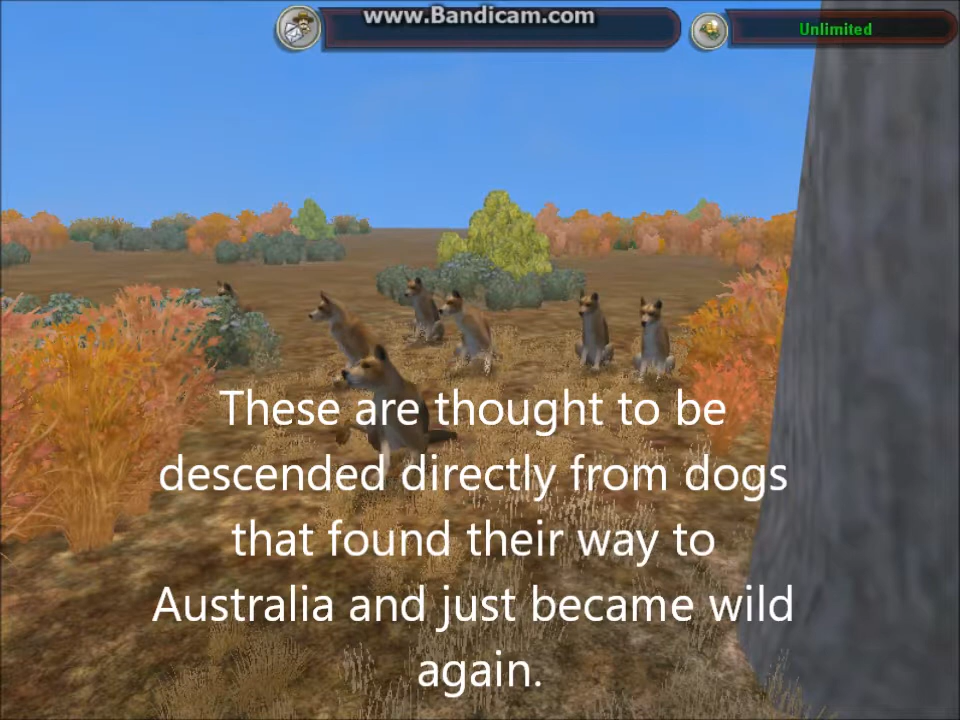 www.Bandicam.com
Unlimited
These are thought to be
descended directly from dogs
that found their way to
Australia and just became wild
again.